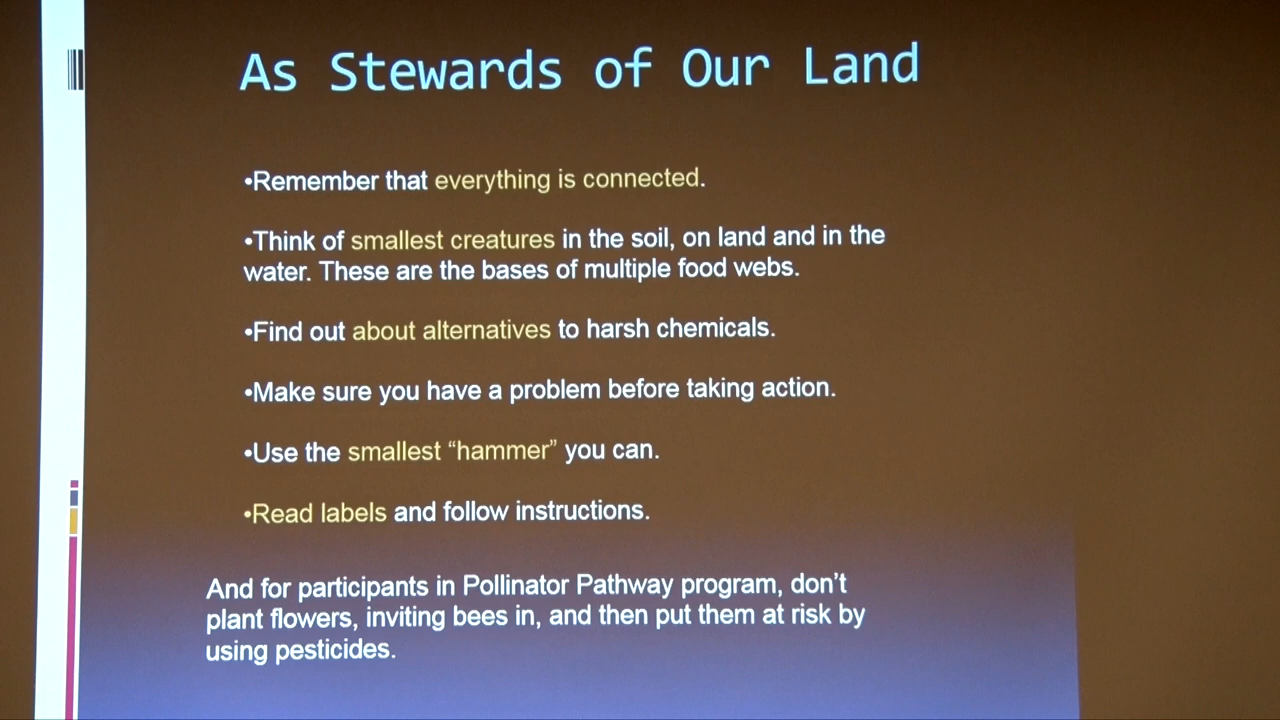 As Stewards of Our Land
•Remember that everything is connected.
•Think of smallest creatures in the soil, on land and in the
water. These are the bases of multiple food webs.
•Find out about alternatives to harsh chemicals.
•Make sure you have a problem before taking action.
•Use the smallest “hammer” you can.
•Read labels and follow instructions.
And for participants in Pollinator Pathway program, don’t
plant flowers, inviting bees in, and then put them at risk by
using pesticides.